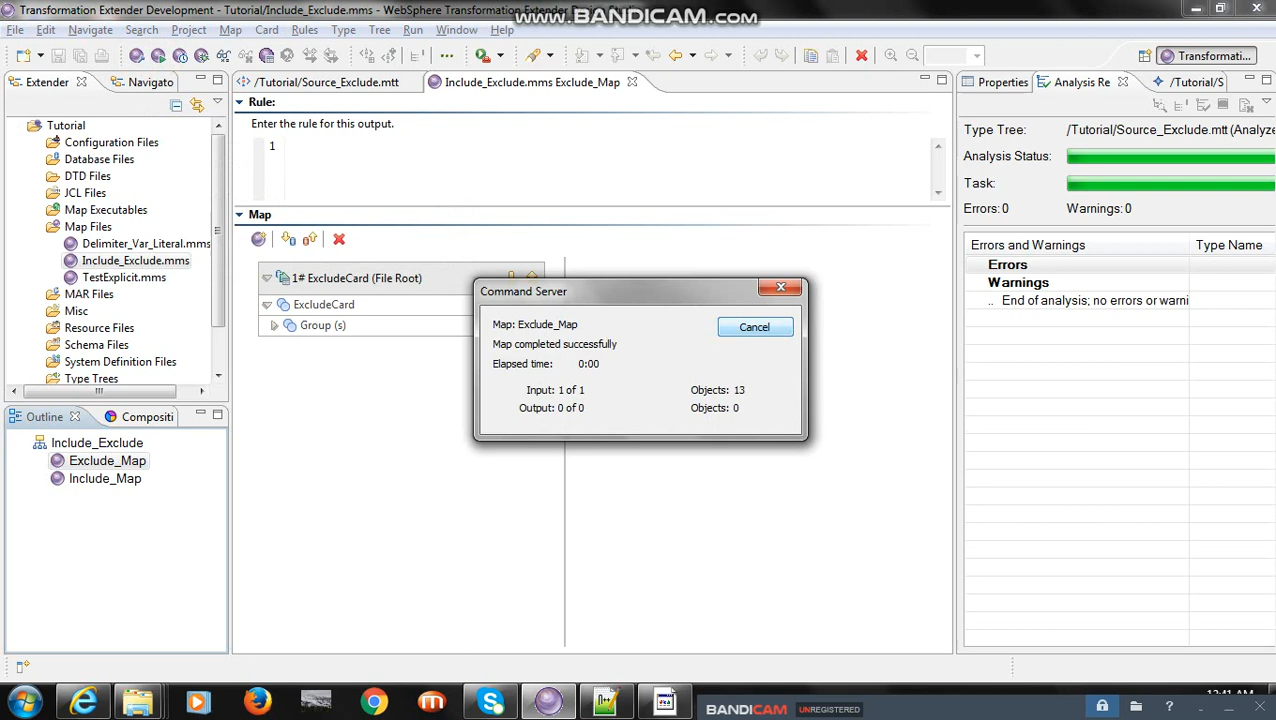 Transformation Extender Development - Tutorial/Include_Exclude.mms - WebSphere Transformation Extender De
www.BANDICAM.com
File Edit Navigate Search Project Map Card Rules Type Tree Run Window Help
Transformati...
Extender
Navigato
/Tutorial/Source_Exclude.mtt
Include_Exclude.mms Exclude_Map
Properties
Analysis Re
/Tutorial/S
Rule:
Enter the rule for this output.
1
Tutorial
Configuration Files
Database Files
DTD Files
JCL Files
Map Executables
Map Files
Delimiter_Var_Literal.mms
Include_Exclude.mms
TestExplicit.mms
MAR Files
Misc
Resource Files
Schema Files
System Definition Files
Type Trees
Map
1# ExcludeCard (File Root)
ExcludeCard
Group (s)
Command Server
Map: Exclude_Map
Cancel
Map completed successfully
Elapsed time: 0:00
Input: 1 of 1 Objects: 13
Output: 0 of 0 Objects: 0
Type Tree: /Tutorial/Source_Exclude.mtt (Analyze
Analysis Status:
Task:
Errors: 0 Warnings: 0
Errors and Warnings Type Name
Errors
Warnings
.. End of analysis; no errors or warni
Outline
Compositi
Include_Exclude
Exclude_Map
Include_Map
BANDICAM UNREGISTERED